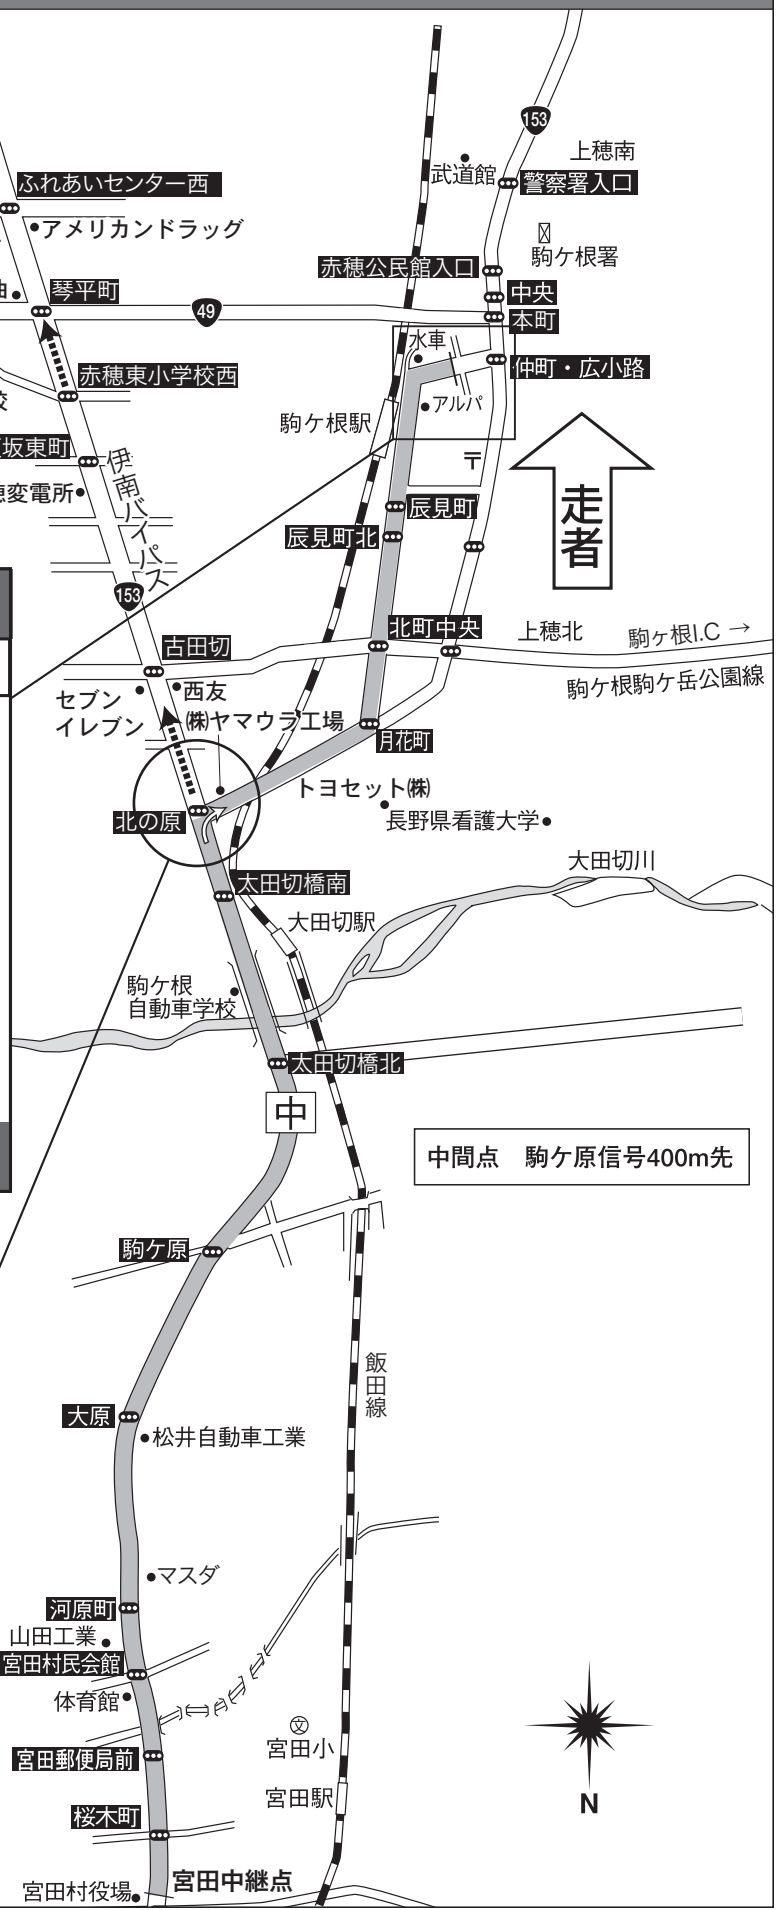 153
上穂南
武道館
警察署入口
ふれあいセンター西
アメリカンドラッグ
駒ケ根署
赤穂公民館入口
琴平町
中央
49
本町
水車
仲町・広小路
赤穂東小学校西
校
アルパ
駒ケ根駅
坂東町
〒
伊南バイパス
変電所
辰見町
走者
辰見町北
153
北町中央
上穂北
駒ヶ根I.C →
古田切
駒ケ根駒ケ岳公園線
セブン
イレブン
西友
㈱ヤマウラ工場
月花町
トヨセット㈱
北の原
長野県看護大学
大田切川
太田切橋南
大田切駅
駒ケ根
自動車学校
太田切橋北
中
中間点　駒ケ原信号400m先
駒ケ原
飯田線
大原
松井自動車工業
マスダ
河原町
山田工業
宮田村民会館
体育館
文
宮田小
宮田郵便局前
宮田駅
N
桜木町
宮田中継点
宮田村役場